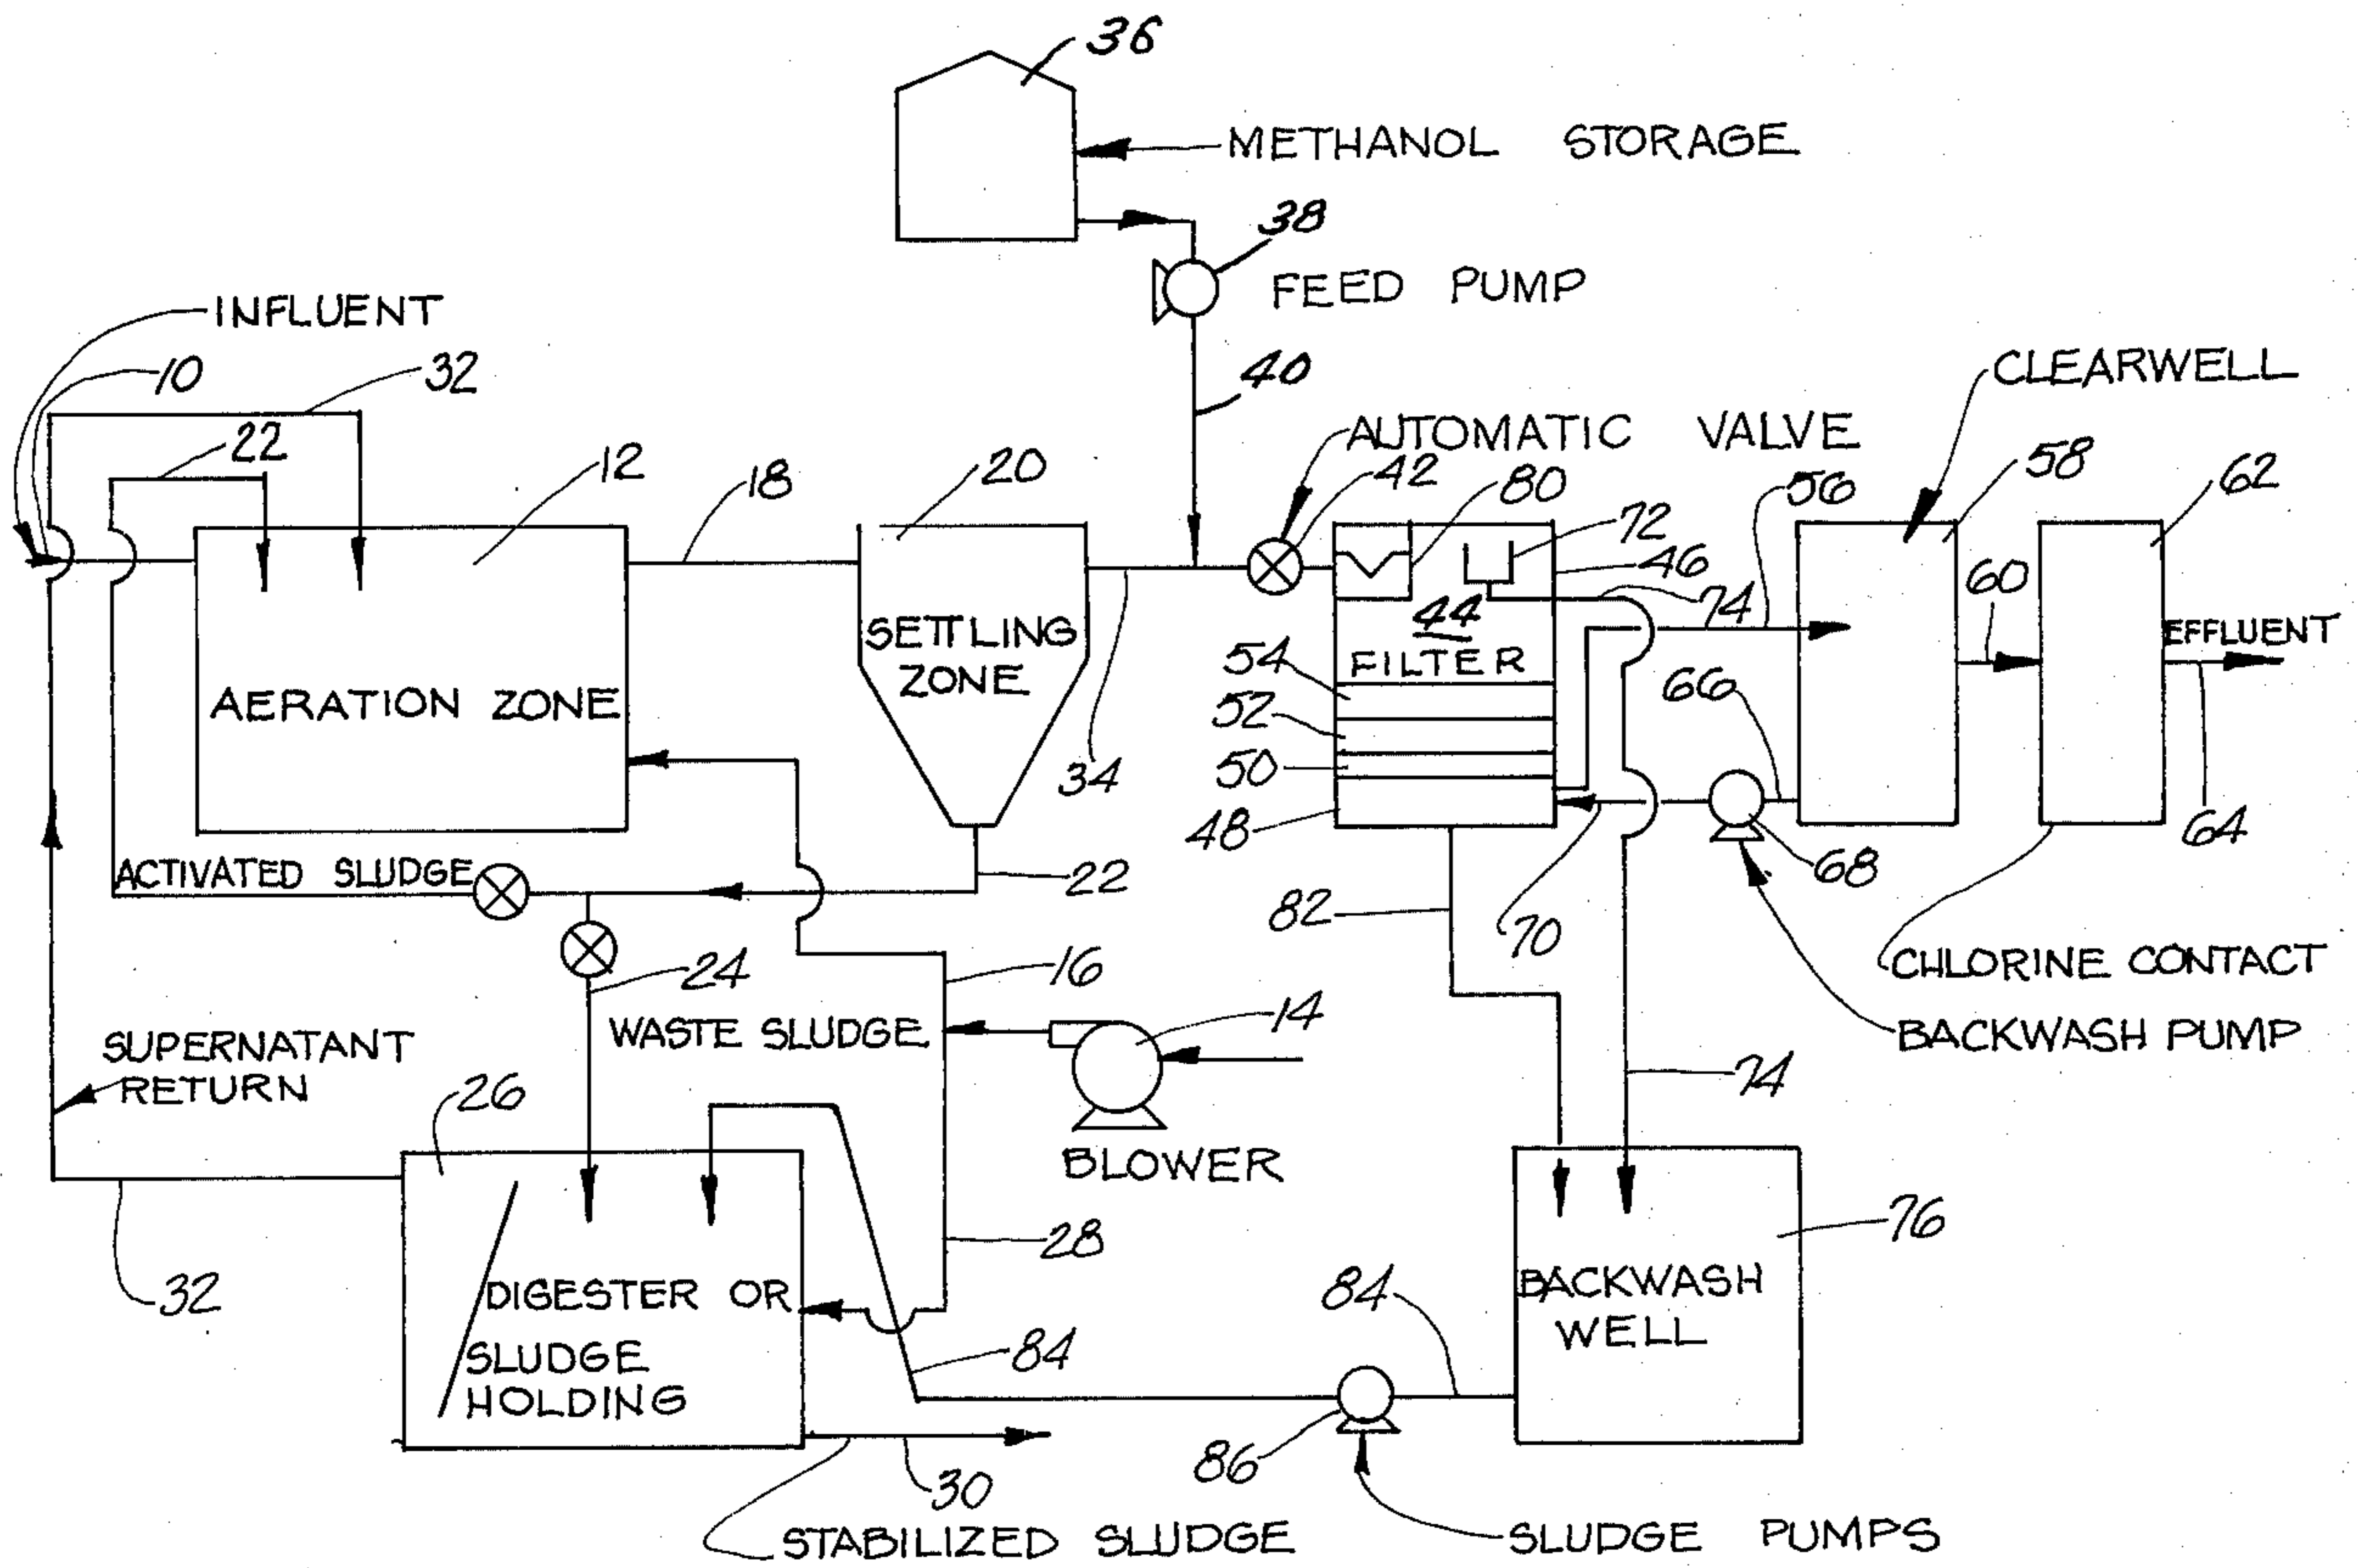 36
METHANOL STORAGE
38
FEED PUMP
INFLUENT
10
32
22
12
18
20
40
AUTOMATIC VALVE
42
80
72
46
74
56
CLEARWELL
58
62
60
EFFLUENT
64
AERATION ZONE
SETTLING
ZONE
34
44
FILTER
54
52
50
48
66
68
70
82
ACTIVATED SLUDGE
22
24
16
WASTE SLUDGE
14
BLOWER
CHLORINE CONTACT
BACKWASH PUMP
74
SUPERNATANT
RETURN
26
32
28
DIGESTER OR
SLUDGE
HOLDING
84
84
76
BACKWASH
WELL
86
30
STABILIZED SLUDGE
SLUDGE PUMPS